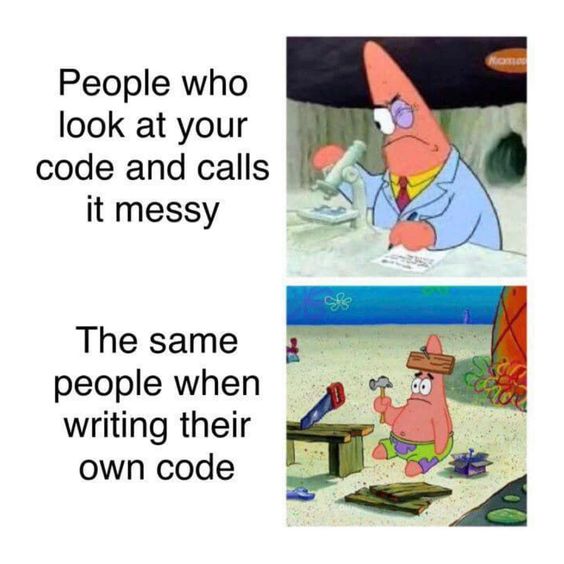 People who
look at your
code and calls
it messy
The same
people when
writing their
own code